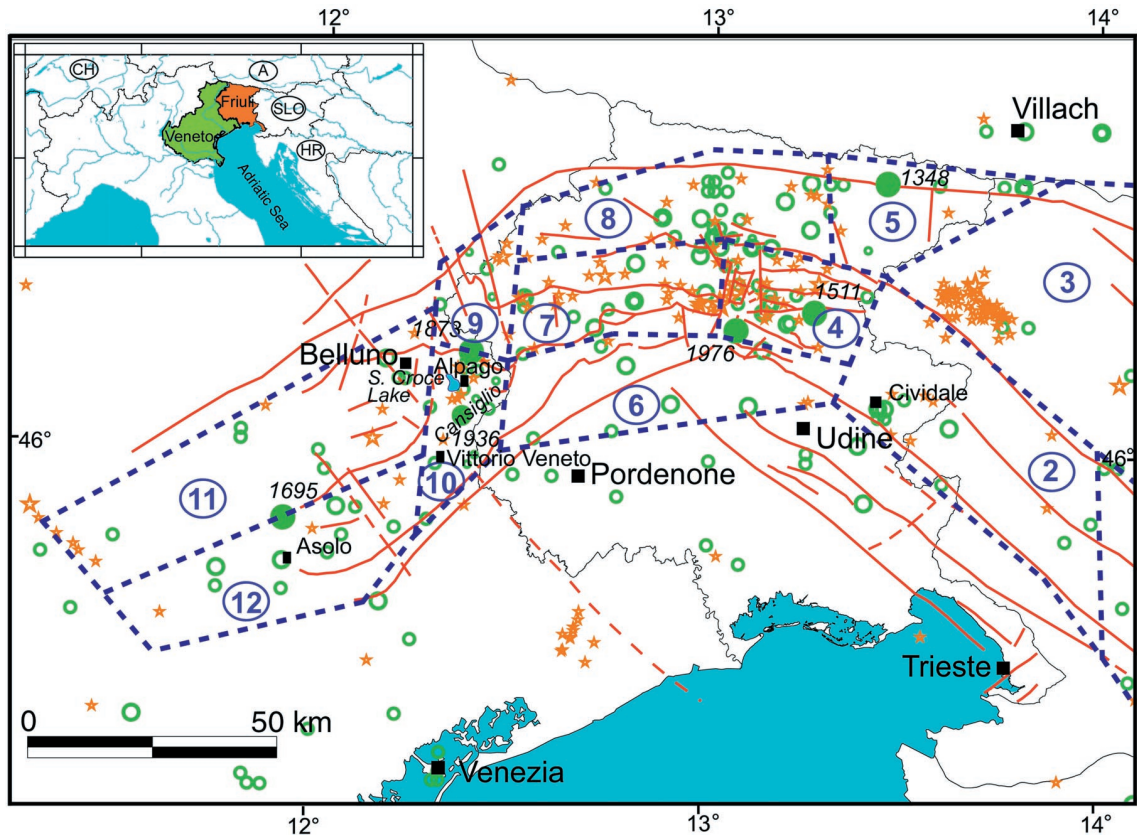 12°
13°
14°
CH
A
Friuli
SLO
Veneto
HR
Adriatic Sea
Villach
1348
8
5
3
1511
1873
9
7
4
Belluno
1976
Alpago
S. Croce
Lake
Cansiglio
6
Cividale
46°
1936
Udine
46°
Vittorio Veneto
Pordenone
2
11
1695
10
Asolo
12
Trieste
0
50 km
Venezia
12°
13°
14°